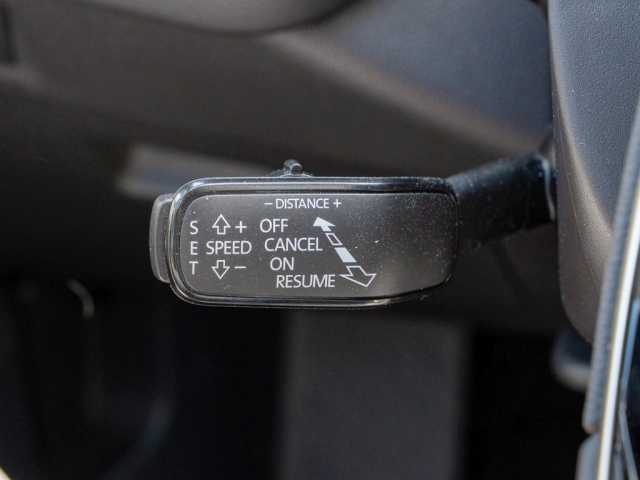 − DISTANCE +
S + OFF
E SPEED CANCEL
T − ON
RESUME